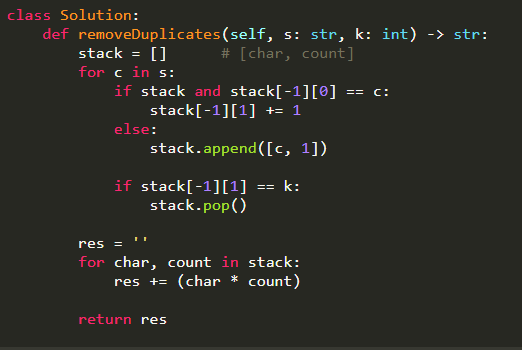 class Solution:
    def removeDuplicates(self, s: str, k: int) -> str:
        stack = []      # [char, count]
        for c in s:
            if stack and stack[-1][0] == c:
                stack[-1][1] += 1
            else:
                stack.append([c, 1])

            if stack[-1][1] == k:
                stack.pop()

        res = ''
        for char, count in stack:
            res += (char * count)

        return res